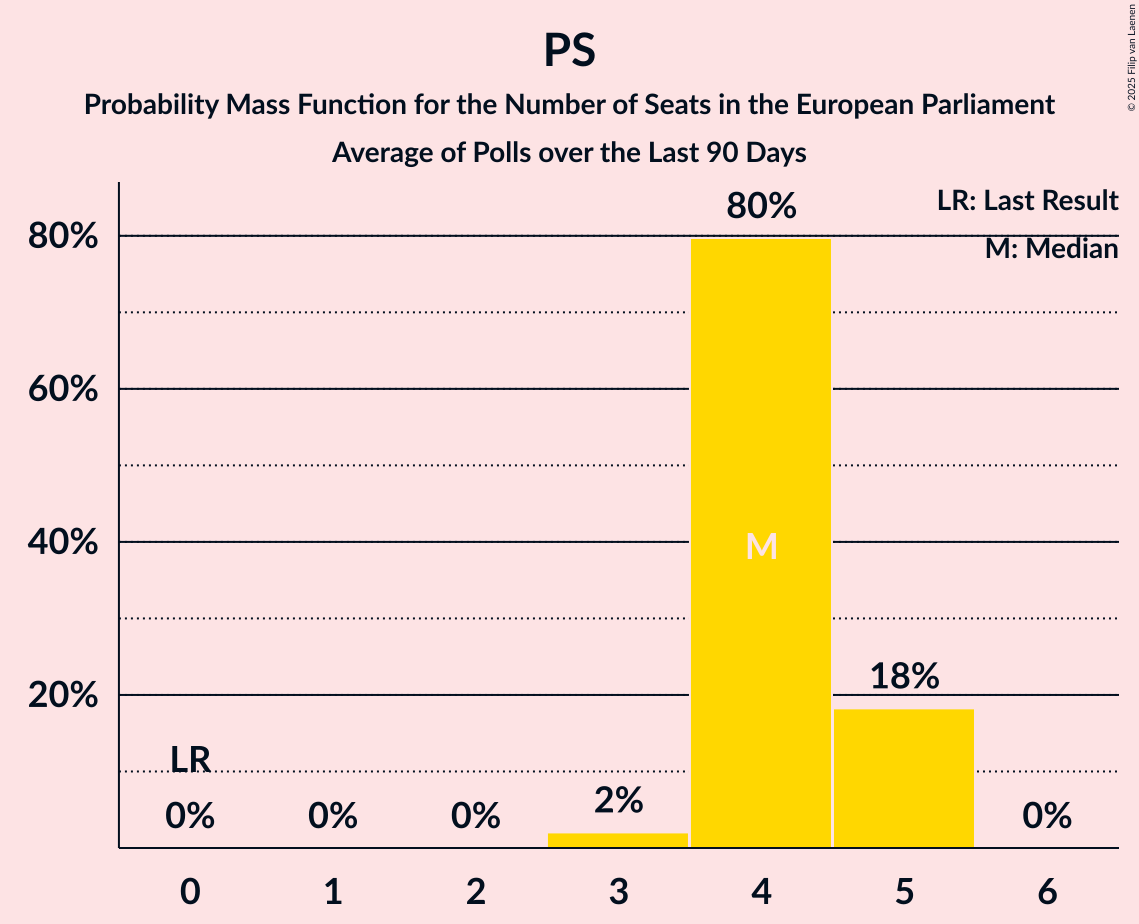 PS
Probability Mass Function for the Number of Seats in the European Parliament
Average of Polls over the Last 90 Days
© 2025 Filip van Laenen
LR: Last Result
M: Median
80%
60%
40%
20%
LR
0%
0%
0%
2%
80%
M
18%
0%
0 1 2 3 4 5 6